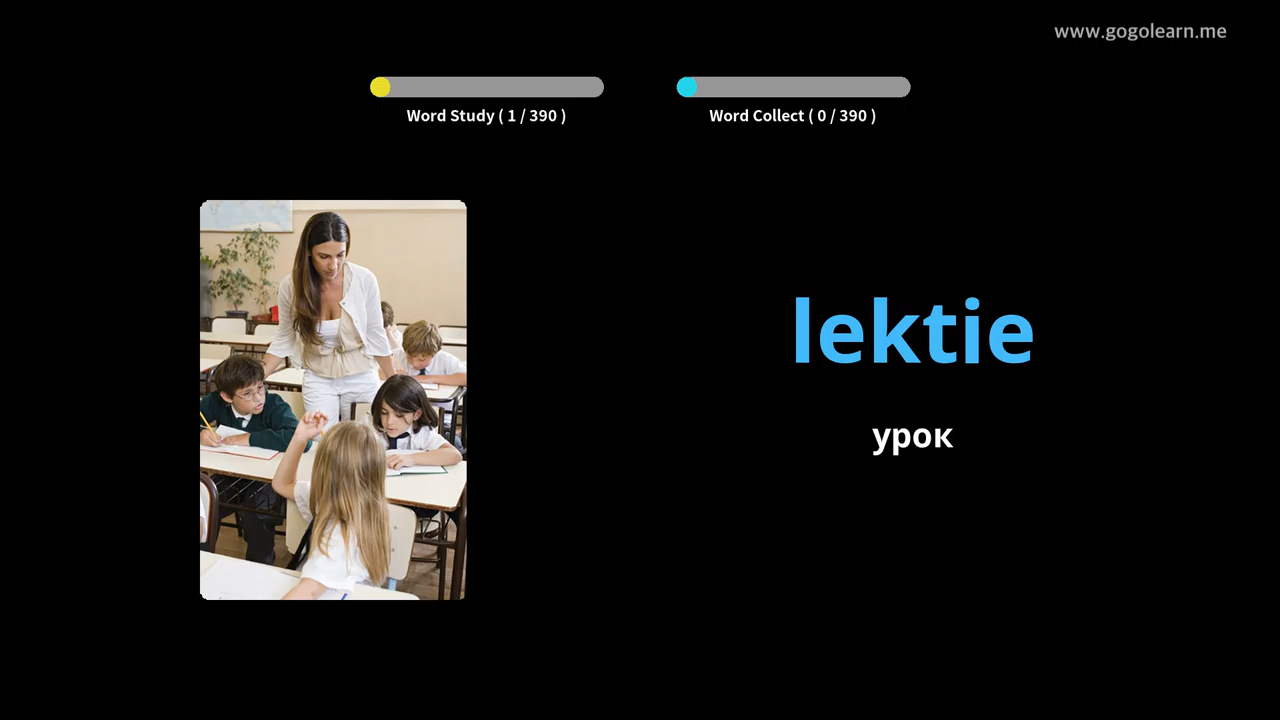 www.gogolearn.me
Word Study ( 1 / 390 )
Word Collect ( 0 / 390 )
lektie
урок